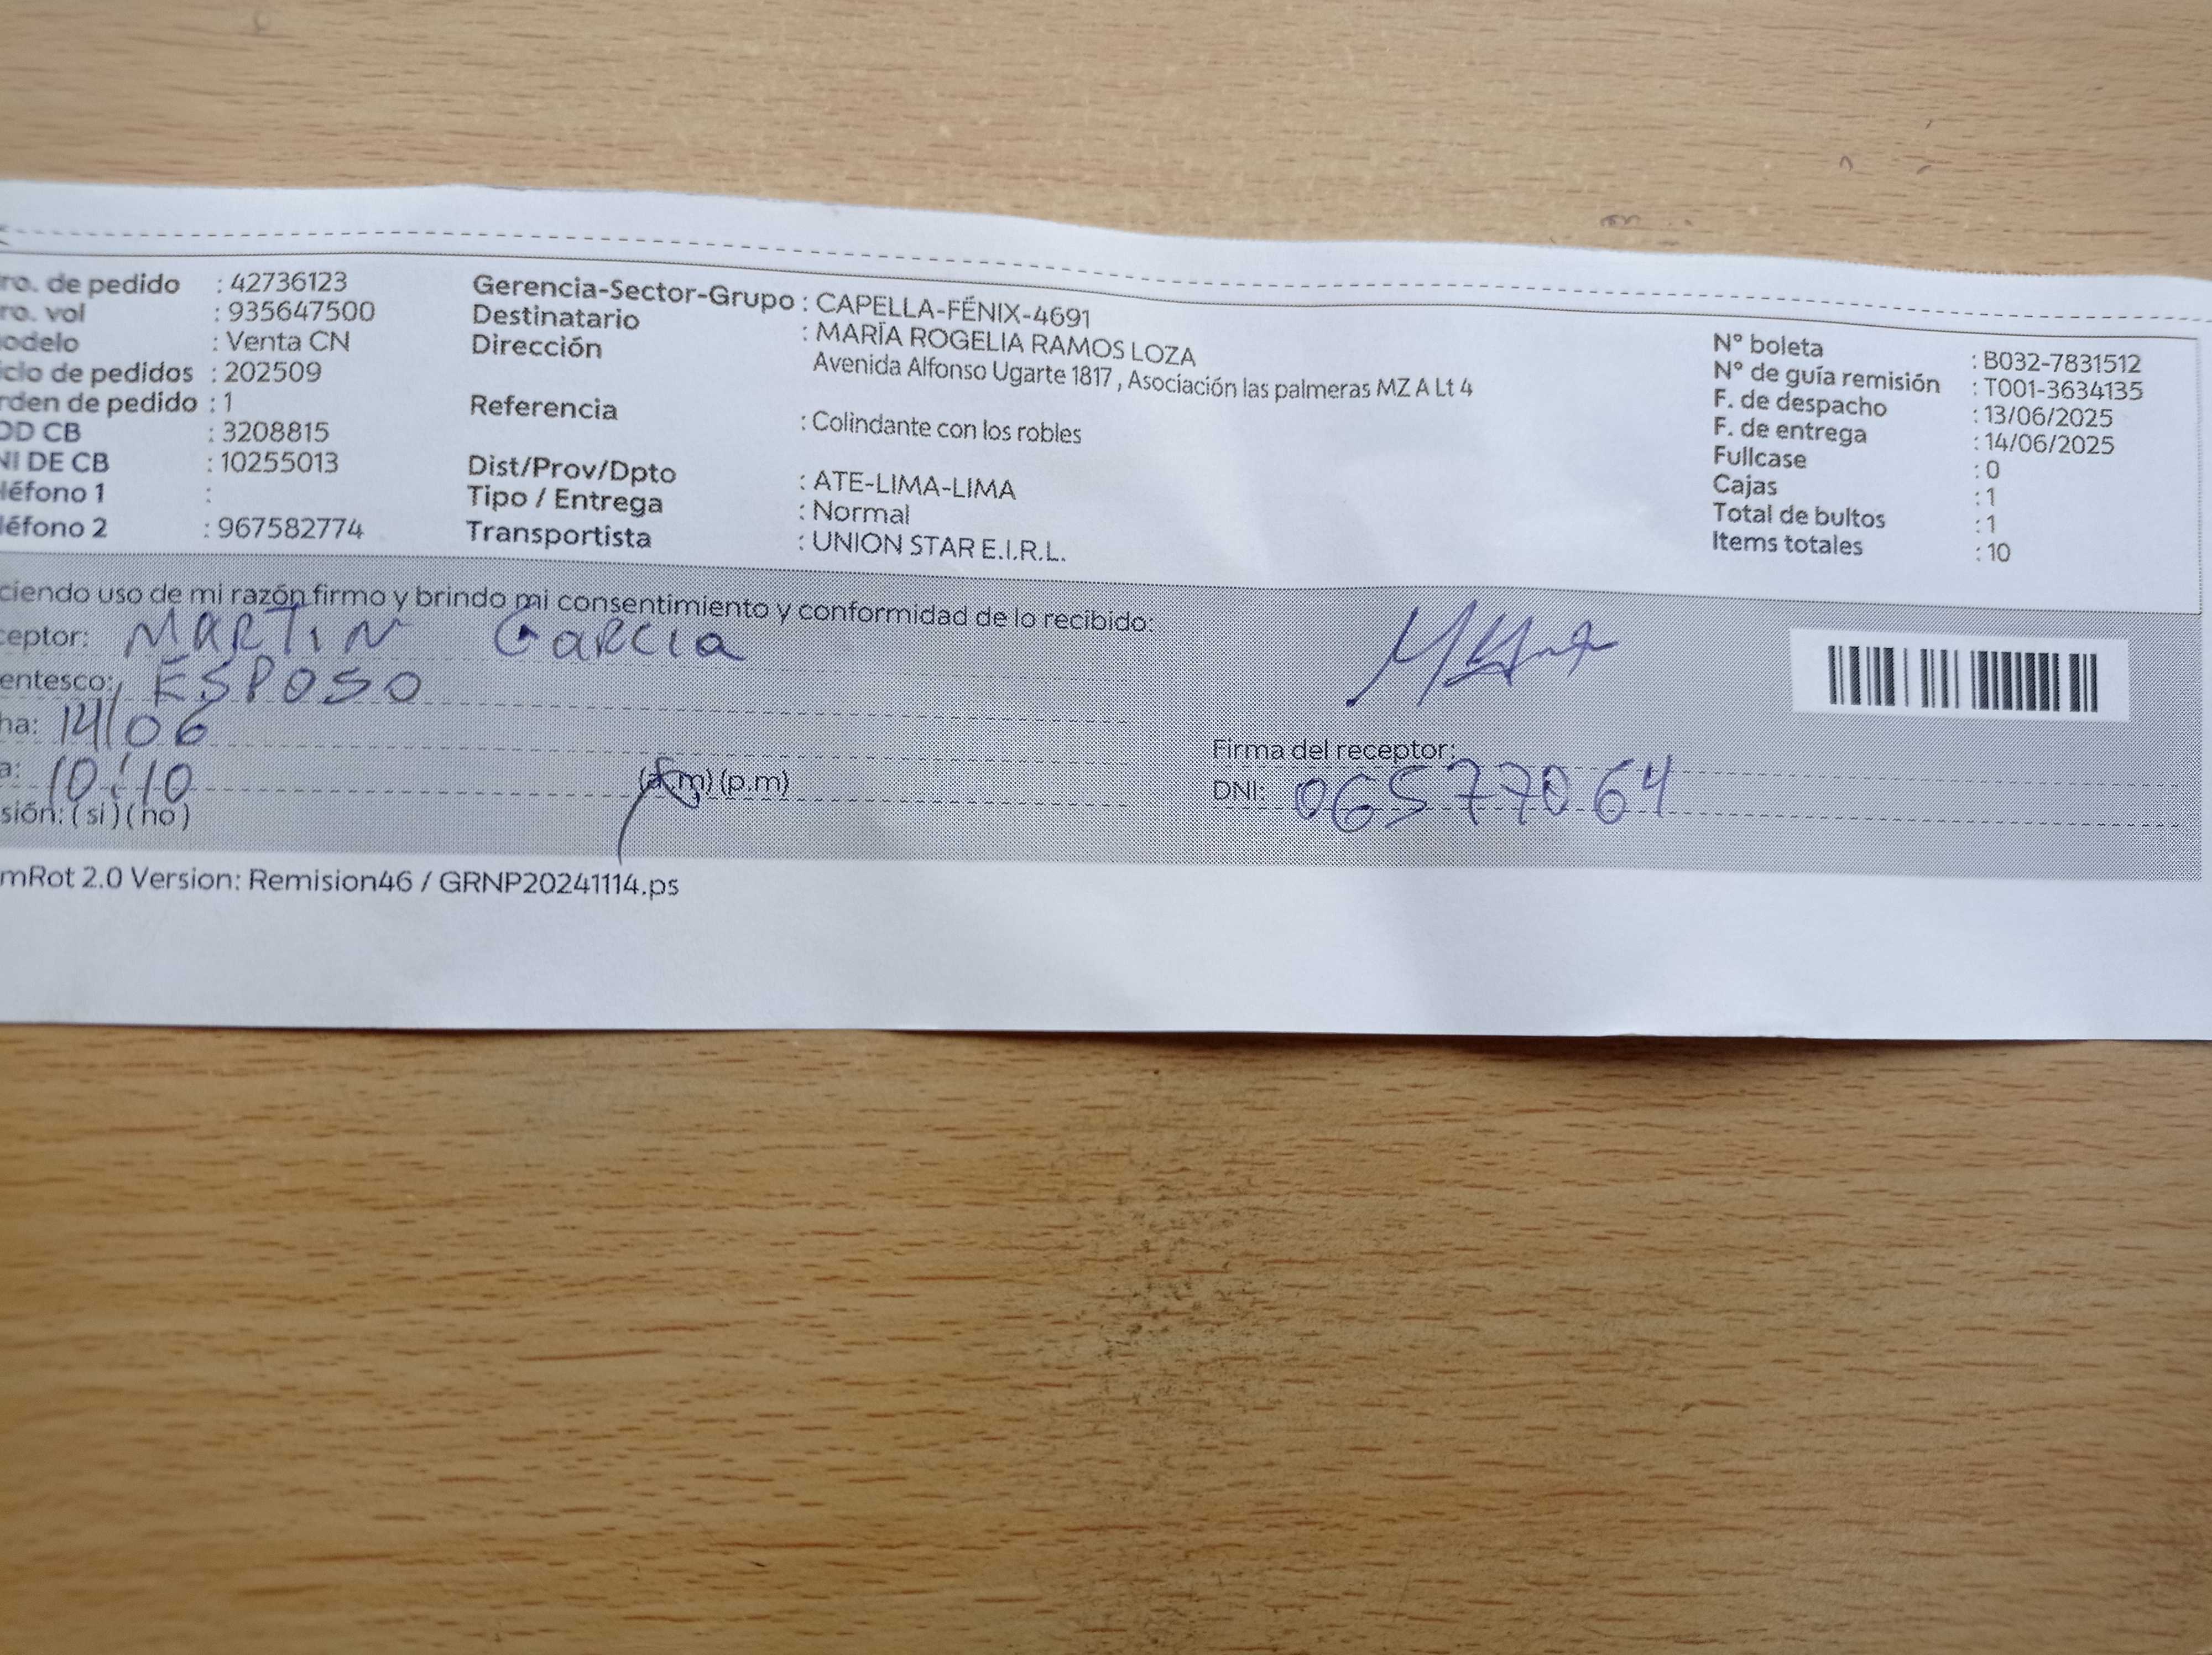 ro. de pedido : 42736123
ro. vol : 935647500
odelo : Venta CN
iclo de pedidos : 202509
rden de pedido : 1
OD CB : 3208815
NI DE CB : 10255013
léfono 1 :
léfono 2 : 967582774
Gerencia-Sector-Grupo : CAPELLA-FÉNIX-4691
Destinatario : MARÍA ROGELIA RAMOS LOZA
Dirección Avenida Alfonso Ugarte 1817 , Asociación las palmeras MZ A Lt 4
Referencia : Colindante con los robles
Dist/Prov/Dpto : ATE-LIMA-LIMA
Tipo / Entrega : Normal
Transportista : UNION STAR E.I.R.L.
N° boleta : B032-7831512
N° de guía remisión : T001-3634135
F. de despacho : 13/06/2025
F. de entrega : 14/06/2025
Fullcase : 0
Cajas : 1
Total de bultos : 1
Items totales : 10
ciendo uso de mi razón firmo y brindo mi consentimiento y conformidad de lo recibido:
ceptor: MARTIN GARCIA
entesco: ESPOSO
ha: 14/06
a: 10:10 (a.m) (p.m)
sión: ( si ) ( no )
Firma del receptor:
DNI: 06577064
mRot 2.0 Version: Remision46 / GRNP20241114.ps